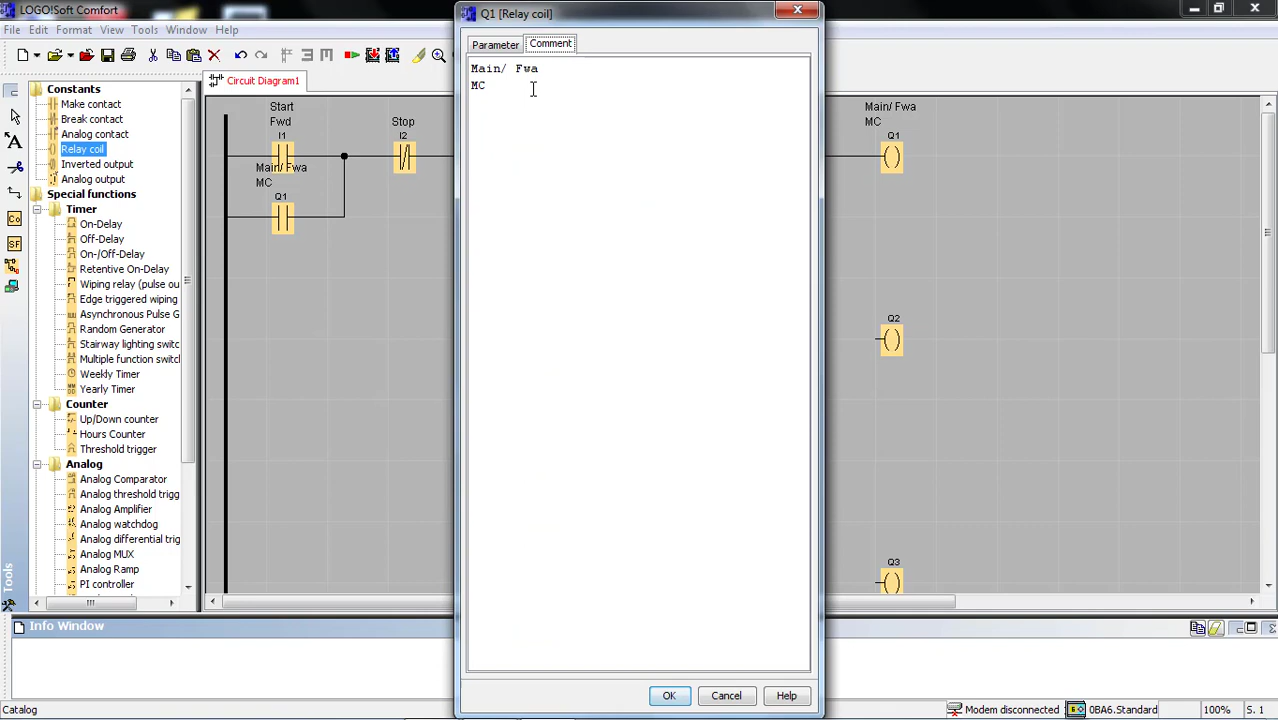 LOGO!Soft Comfort
File Edit Format View Tools Window Help
Constants
Make contact
Break contact
Analog contact
Relay coil
Inverted output
Analog output
Special functions
Timer
On-Delay
Off-Delay
On-/Off-Delay
Retentive On-Delay
Wiping relay (pulse ou
Edge triggered wiping
Asynchronous Pulse G
Random Generator
Stairway lighting switc
Multiple function switch
Weekly Timer
Yearly Timer
Counter
Up/Down counter
Hours Counter
Threshold trigger
Analog
Analog Comparator
Analog threshold trigg
Analog Amplifier
Analog watchdog
Analog differential trig
Analog MUX
Analog Ramp
PI controller
Tools
Circuit Diagram1
Start
Fwd
I1
Stop
I2
Main/ Fwa
MC
Q1
Q1 [Relay coil]
Parameter Comment
Main/ Fwa
MC
OK Cancel Help
Main/ Fwa
MC
Q1
Q2
Q3
Info Window
Catalog
Modem disconnected
0BA6.Standard
100%
S. 1